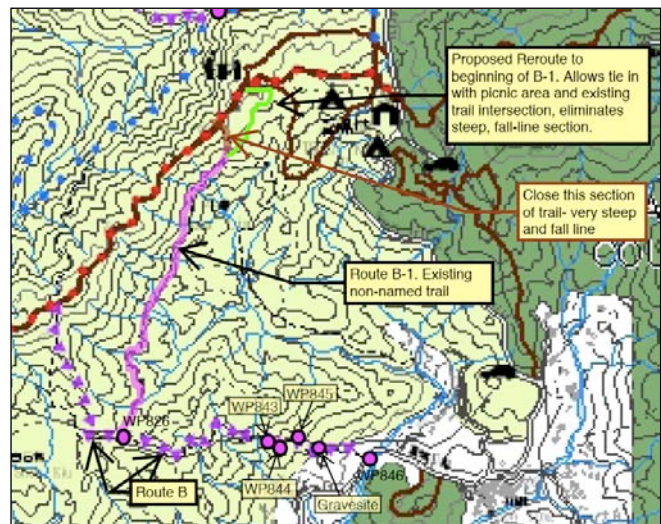 Proposed Reroute to
beginning of B-1. Allows tie in
with picnic area and existing
trail intersection, eliminates
steep, fall-line section.
Close this section
of trail- very steep
and fall line
COL
Route B-1. Existing
non-named trail
WP826
WP843
WP845
WP844
Gravesite
WP846
Route B